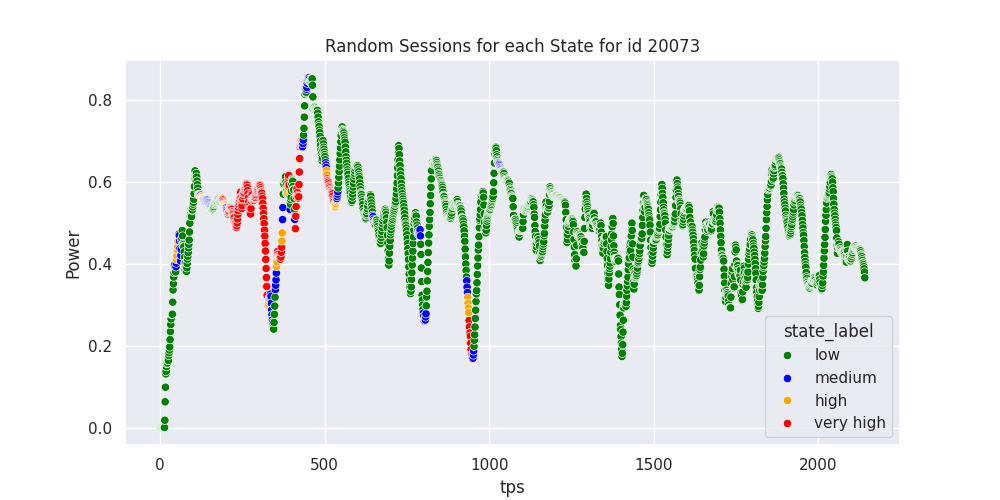 Random Sessions for each State for id 20073
Power
0.8
0.6
0.4
0.2
0.0
0
500
1000
1500
2000
tps
state_label
low
medium
high
very high